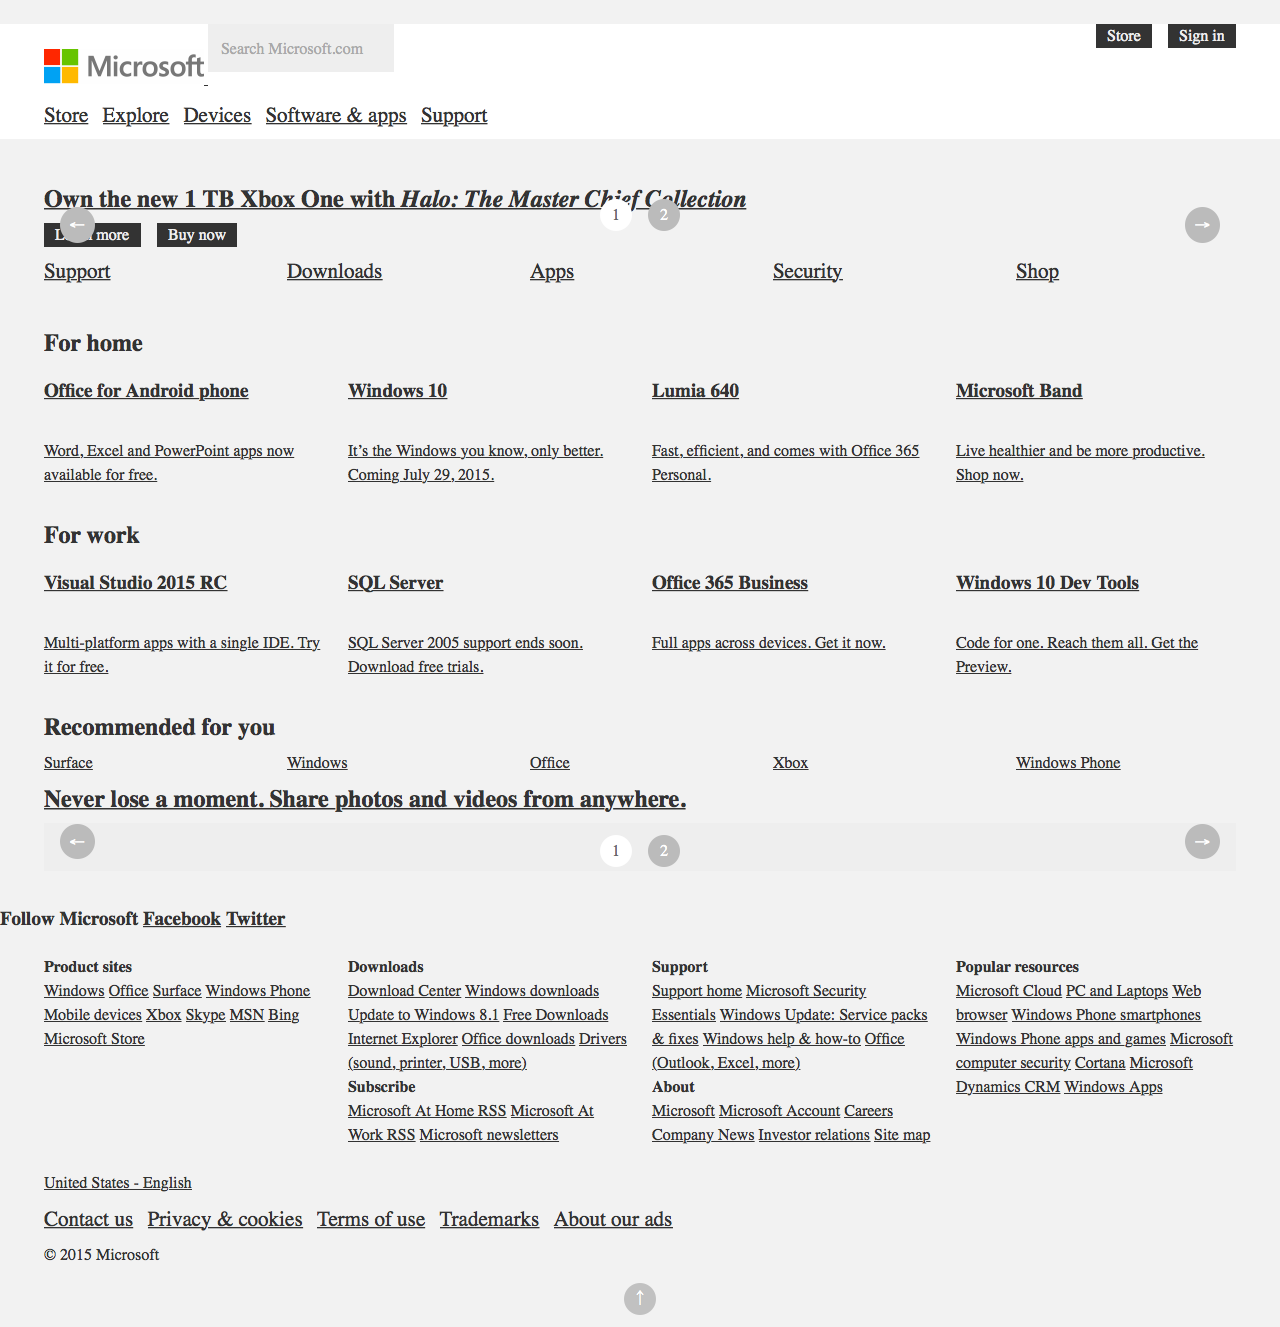 Search Microsoft.com
Store Sign in
Microsoft
Store Explore Devices Software & apps Support
Own the new 1 TB Xbox One with Halo: The Master Chief Collection
← 1 2 →
more Buy now
Support Downloads Apps Security Shop
For home
Office for Android phone Windows 10 Lumia 640 Microsoft Band
Word, Excel and PowerPoint apps now
available for free.
It’s the Windows you know, only better.
Coming July 29, 2015.
Fast, efficient, and comes with Office 365
Personal.
Live healthier and be more productive.
Shop now.
For work
Visual Studio 2015 RC SQL Server Office 365 Business Windows 10 Dev Tools
Multi-platform apps with a single IDE. Try
it for free.
SQL Server 2005 support ends soon.
Download free trials.
Full apps across devices. Get it now.
Code for one. Reach them all. Get the
Preview.
Recommended for you
Surface Windows Office Xbox Windows Phone
Never lose a moment. Share photos and videos from anywhere.
← 1 2 →
Follow Microsoft Facebook Twitter
Product sites
Windows Office Surface Windows Phone
Mobile devices Xbox Skype MSN Bing
Microsoft Store
Downloads
Download Center Windows downloads
Update to Windows 8.1 Free Downloads
Internet Explorer Office downloads Drivers
(sound, printer, USB, more)
Subscribe
Microsoft At Home RSS Microsoft At
Work RSS Microsoft newsletters
Support
Support home Microsoft Security
Essentials Windows Update: Service packs
& fixes Windows help & how-to Office
(Outlook, Excel, more)
About
Microsoft Microsoft Account Careers
Company News Investor relations Site map
Popular resources
Microsoft Cloud PC and Laptops Web
browser Windows Phone smartphones
Windows Phone apps and games Microsoft
computer security Cortana Microsoft
Dynamics CRM Windows Apps
United States - English
Contact us Privacy & cookies Terms of use Trademarks About our ads
© 2015 Microsoft
↑